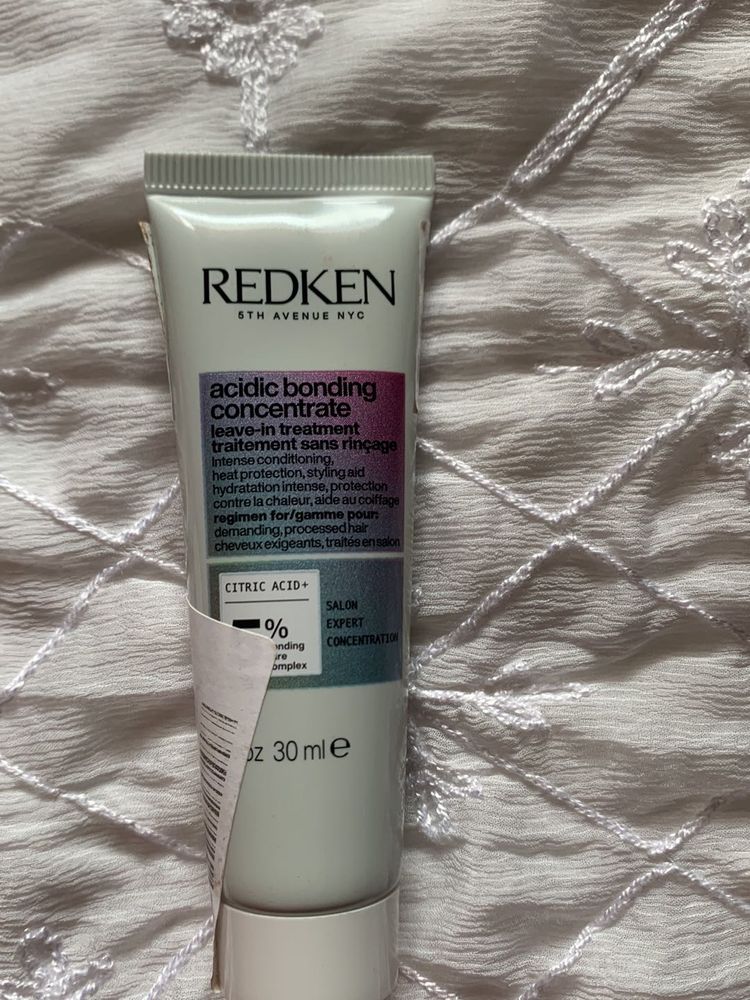 REDKEN
5TH AVENUE NYC
acidic bonding
concentrate
leave-in treatment
traitement sans rinçage
intense conditioning,
heat protection, styling aid
hydratation intense, protection
contre la chaleur, aide au coiffage
regimen for/gamme pour:
demanding, processed hair
cheveux exigeants, traités en salon
CITRIC ACID+
%
SALON
EXPERT
CONCENTRATION
oz 30 ml e